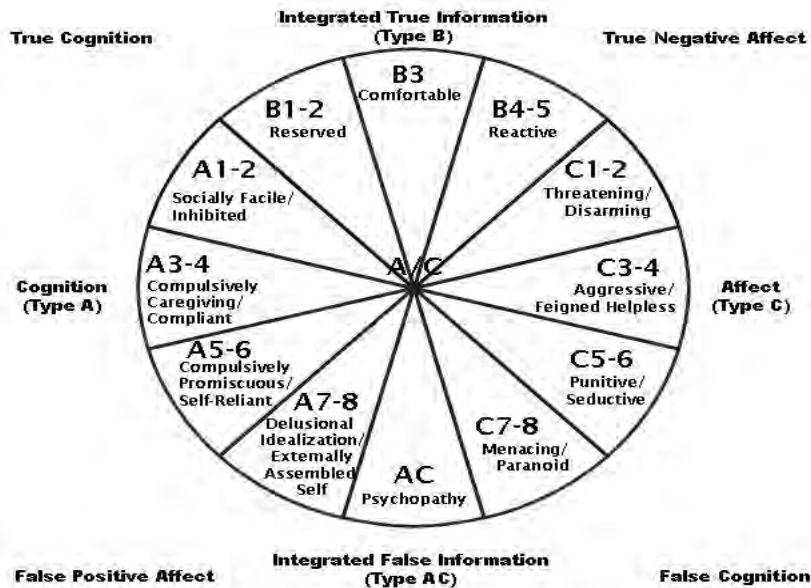 Integrated True Information
(Type B)
True Cognition
True Negative Affect
B3
Comfortable
B1-2
Reserved
B4-5
Reactive
A1-2
Socially Facile/
Inhibited
C1-2
Threatening/
Disarming
A/C
Cognition
(Type A)
A3-4
Compulsively
Caregiving/
Compliant
C3-4
Aggressive/
Feigned Helpless
Affect
(Type C)
A5-6
Compulsively
Promiscuous/
Self-Reliant
C5-6
Punitive/
Seductive
A7-8
Delusional
Idealization/
Externally
Assembled
Self
C7-8
Menacing/
Paranoid
AC
Psychopathy
False Positive Affect
Integrated False Information
(Type AC)
False Cognition